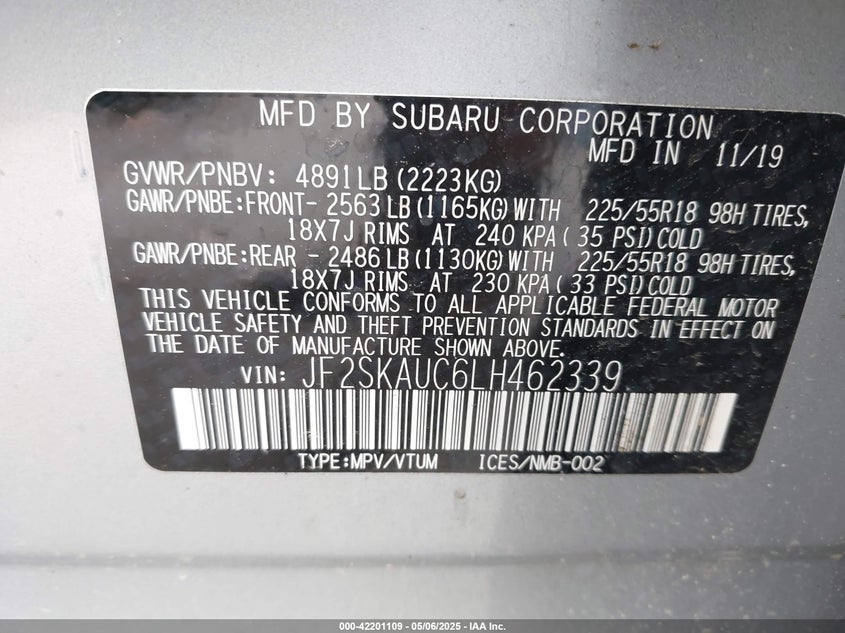 MFD BY SUBARU CORPORATION
MFD IN 11/19
GVWR/PNBV: 4891LB (2223KG)
GAWR/PNBE:FRONT- 2563 LB (1165KG) WITH 225/55R18 98H TIRES,
18X7J RIMS AT 240 KPA ( 35 PSI) COLD
GAWR/PNBE:REAR - 2486 LB (1130KG) WITH 225/55R18 98H TIRES,
18X7J RIMS AT 230 KPA ( 33 PSI) COLD
THIS VEHICLE CONFORMS TO ALL APPLICABLE FEDERAL MOTOR
VEHICLE SAFETY AND THEFT PREVENTION STANDARDS IN EFFECT ON
THE DATE OF MANUFACTURE SHOWN ABOVE.
VIN: JF2SKAUC6LH462339
TYPE:MPV/VTUM ICES/NMB-002
000-42201109 - 05/06/2025 - IAA Inc.